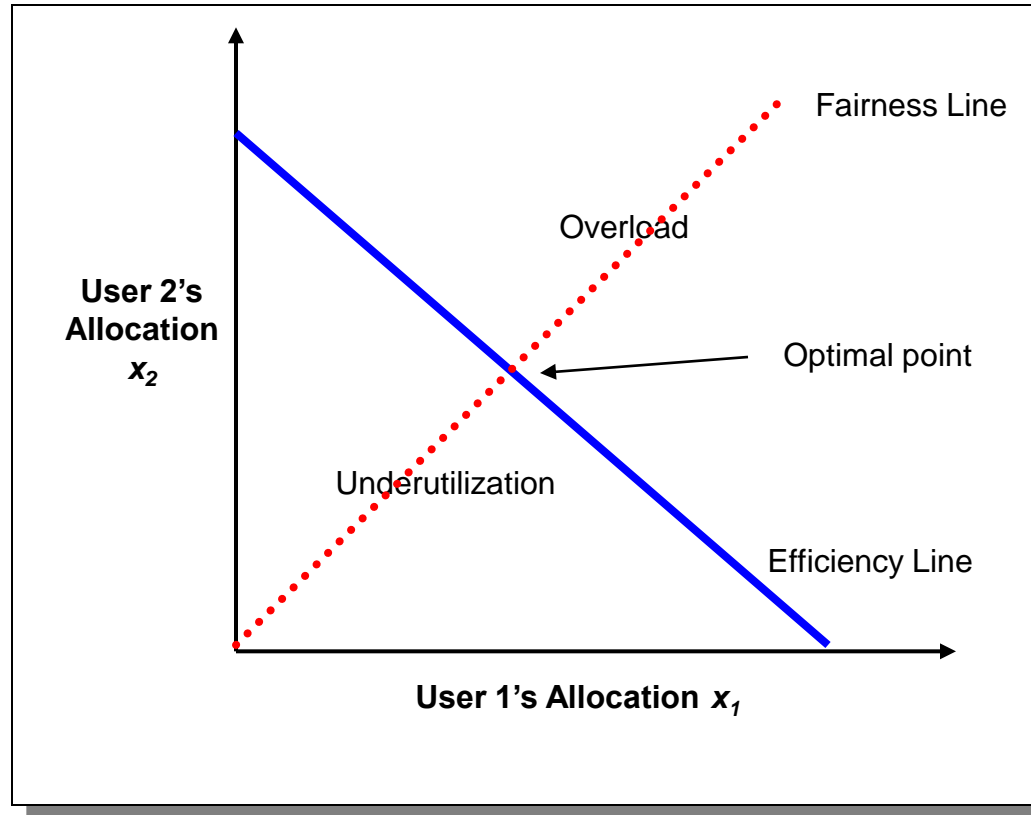 Fairness Line
Overload
User 2’s
Allocation
x2
Optimal point
Underutilization
Efficiency Line
User 1’s Allocation x1